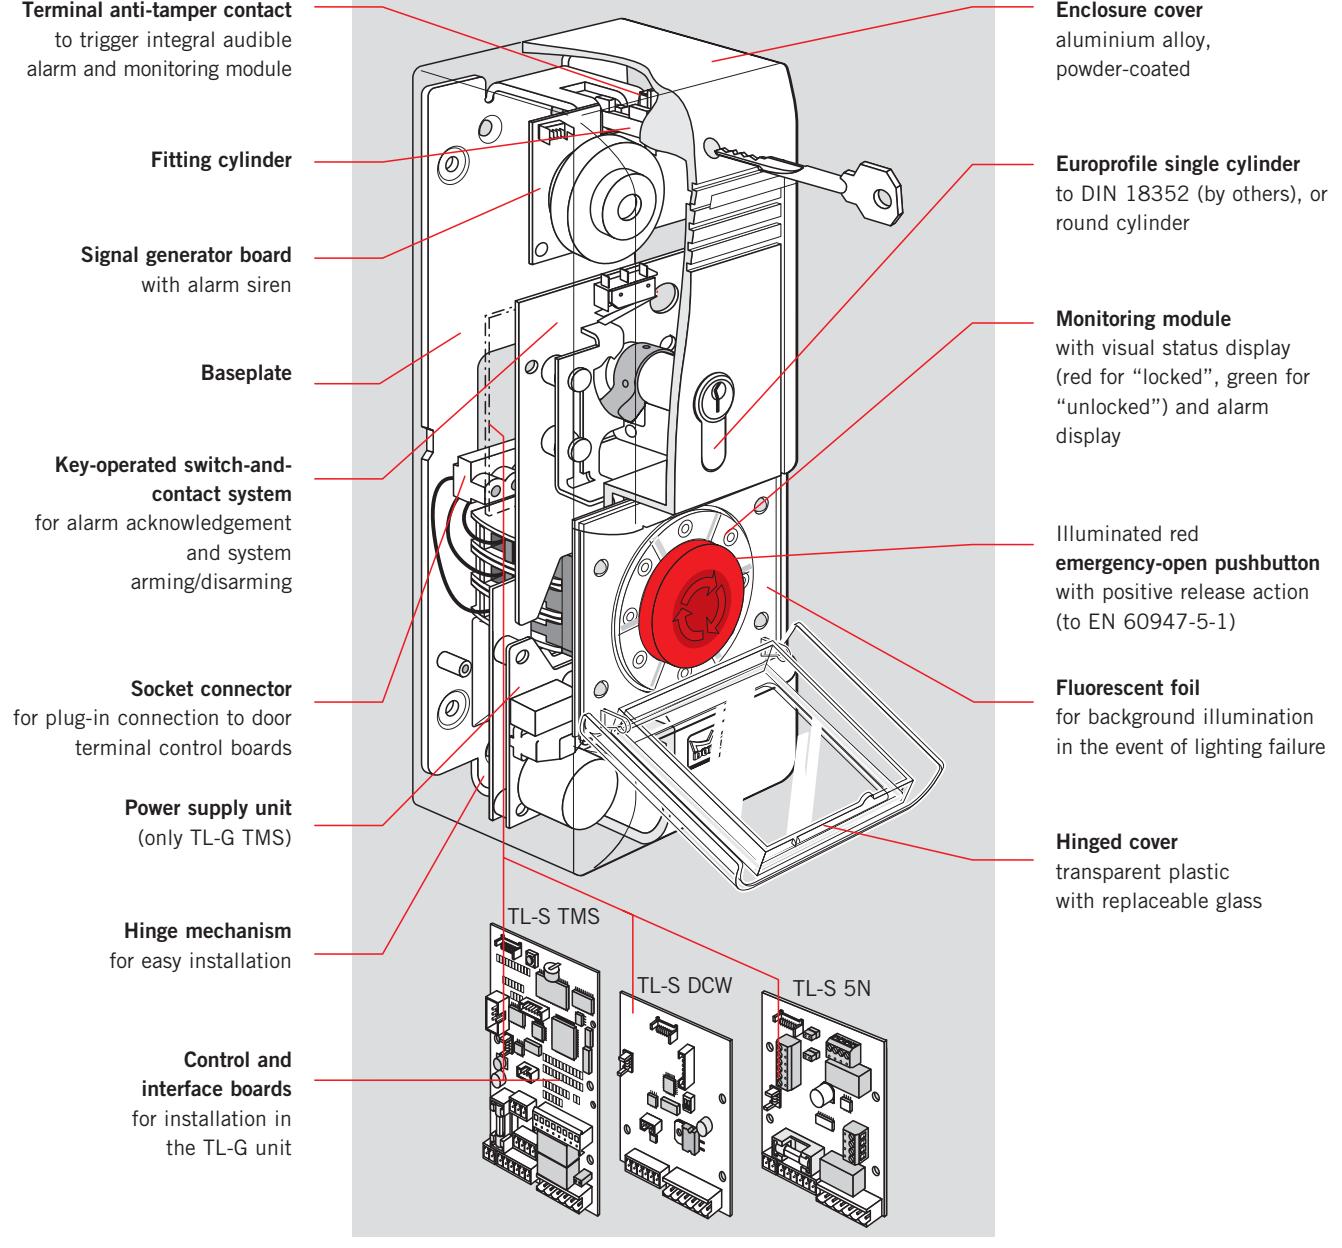 Terminal anti-tamper contact
to trigger integral audible
alarm and monitoring module
Fitting cylinder
Signal generator board
with alarm siren
Baseplate
Key-operated switch-and-
contact system
for alarm acknowledgement
and system
arming/disarming
Socket connector
for plug-in connection to door
terminal control boards
Power supply unit
(only TL-G TMS)
Hinge mechanism
for easy installation
Control and
interface boards
for installation in
the TL-G unit
Enclosure cover
aluminium alloy,
powder-coated
Europrofile single cylinder
to DIN 18352 (by others), or
round cylinder
Monitoring module
with visual status display
(red for “locked”, green for
“unlocked”) and alarm
display
Illuminated red
emergency-open pushbutton
with positive release action
(to EN 60947-5-1)
Fluorescent foil
for background illumination
in the event of lighting failure
Hinged cover
transparent plastic
with replaceable glass
TL-S TMS
TL-S DCW
TL-S 5N